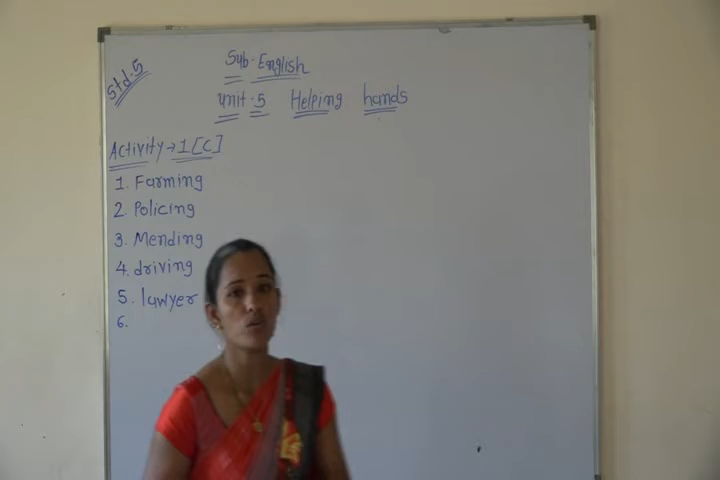 Std.5
Sub- English
unit-5 Helping hands
Activity → 1 [C]
1. Farming
2. Policing
3. Mending
4. driving
5. lawyer
6.